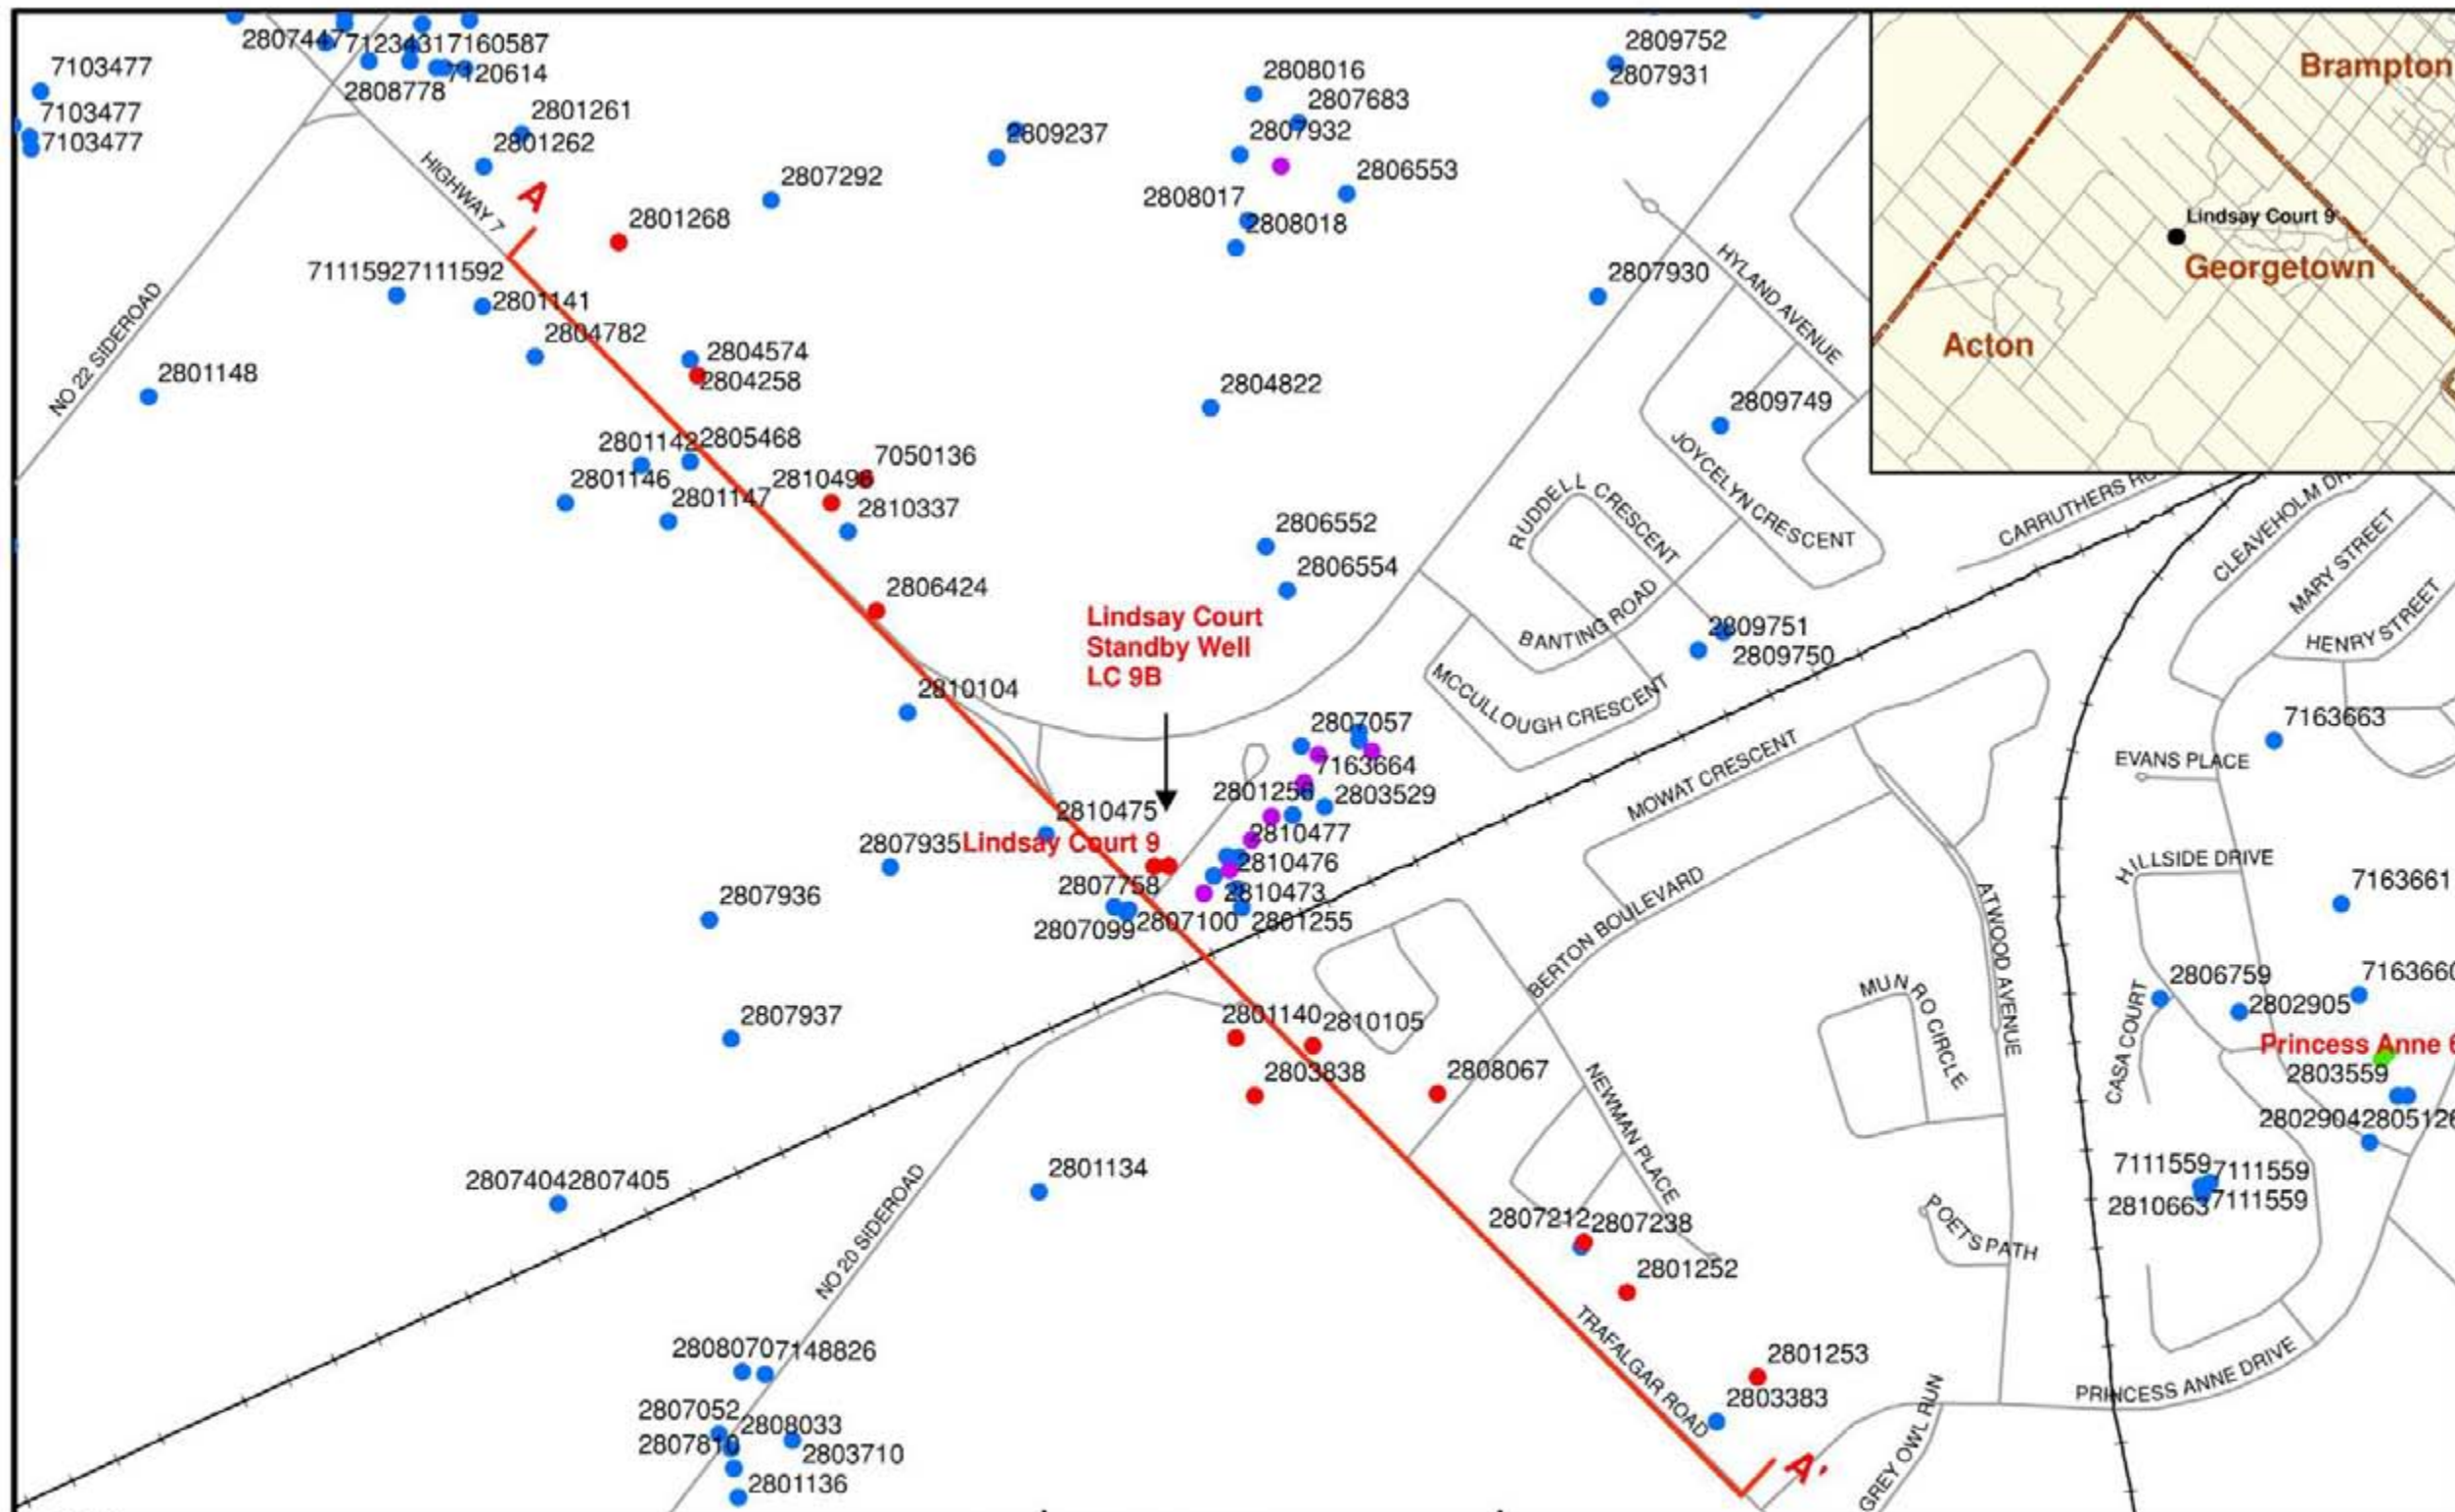 2807447
7123431
7160587
7120614
2808778
7103477
7103477
7103477
2801261
2801262
HIGHWAY 7
A
2801268
2807292
2809237
2808016
2807683
2807932
2806553
2808017
2808018
2809752
2807931
2807930
Brampton
Lindsay Court 9
Georgetown
Acton
7111592
7111592
2801141
2804782
NO 22 SIDEROAD
2801148
2804574
2804258
2801142
2805468
2801146
2801147
7050136
2810496
2810337
2804822
HYLAND AVENUE
2809749
JOYCELYN CRESCENT
RUDDELL CRESCENT
2806552
2806554
BANTING ROAD
MCCULLOUGH CRESCENT
2809751
2809750
CLEAVEHOLM
CARRUTHERS
MARY STREET
HENRY STREET
2806424
Lindsay Court
Standby Well
LC 9B
2810104
2807057
7163664
2801256
2803529
2810477
2810476
2810473
2801255
2810475
Lindsay Court 9
2807935
2807758
2807099
2807100
2807936
2807937
MOWAT CRESCENT
BERTON BOULEVARD
ATWOOD AVENUE
MUNRO CIRCLE
7163663
EVANS PLACE
HILLSIDE DRIVE
7163661
2806759
2802905
7163660
CASA COURT
Princess Anne 6
2803559
2802904
2805126
7111559
7111559
2810663
7111559
2801140
2810105
2803838
2808067
NEWMAN PLACE
2807404
2807405
2801134
NO 20 SIDEROAD
2807212
2807238
2801252
POETS PATH
TRAFALGAR ROAD
2801253
2803383
A'
GREY OWL RUN
PRINCESS ANNE DRIVE
2808070
7148826
2807052
2808033
2807810
2803710
2801136